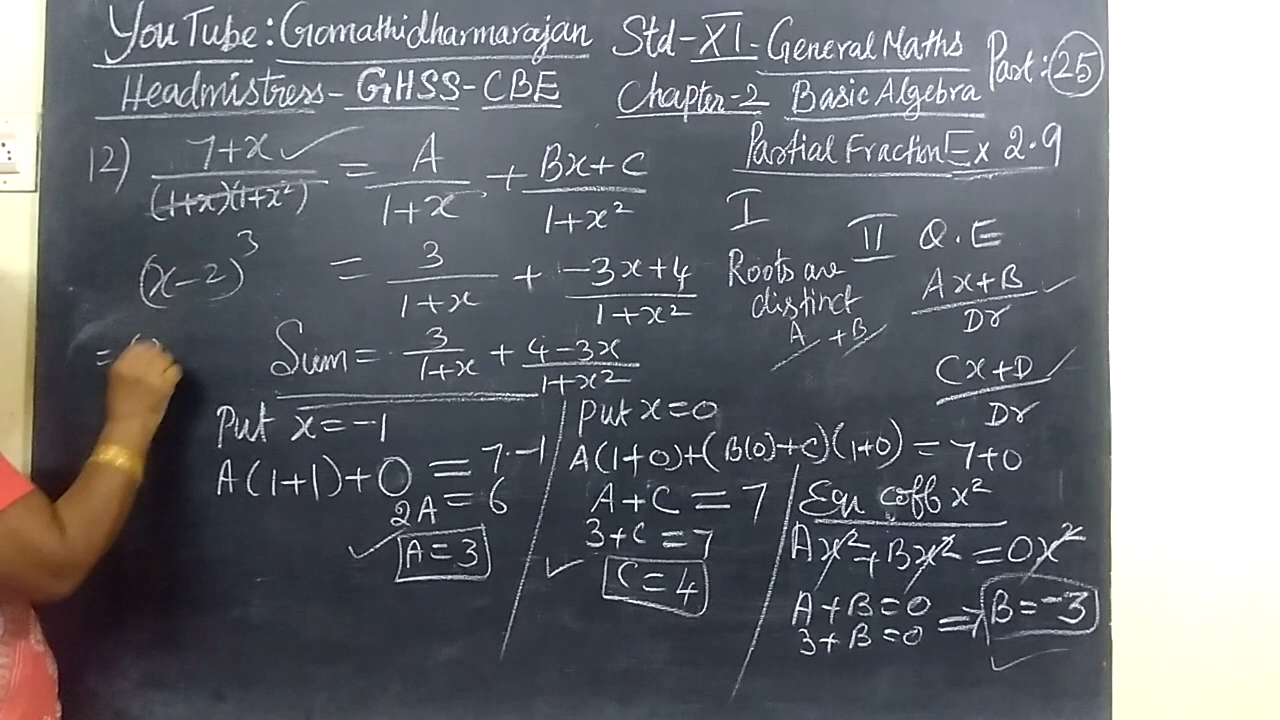 YouTube: Gomathidharmarajan
Headmistress - GHSS - CBE
Std - XI - General Maths
Chapter - 2 Basic Algebra
Part: 25
Partial Fraction Ex 2.9
12) 7+x / (1+x)(1+x²) = A / 1+x + Bx+C / 1+x²
= 3 / 1+x + -3x+4 / 1+x²
(x-2)³
=
Sum = 3 / 1+x + 4-3x / 1+x²
I
Roots are
distinct
A + B
II Q.E
Ax+B / Dr
Cx+D / Dr
Put x = -1
A(1+1)+0 = 7-1
2A = 6
A = 3
Put x = 0
A(1+0)+(B(0)+C)(1+0) = 7+0
A+C = 7
3+C = 7
C = 4
Equ coff x²
Ax²+Bx² = 0x²
A+B = 0
3+B = 0 ⇒ B = -3